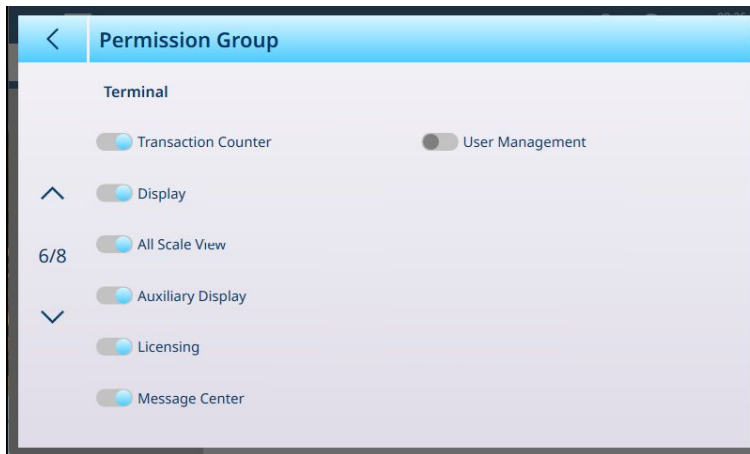 Permission Group
Terminal
Transaction Counter
User Management
Display
All Scale View
6/8
Auxiliary Display
Licensing
Message Center